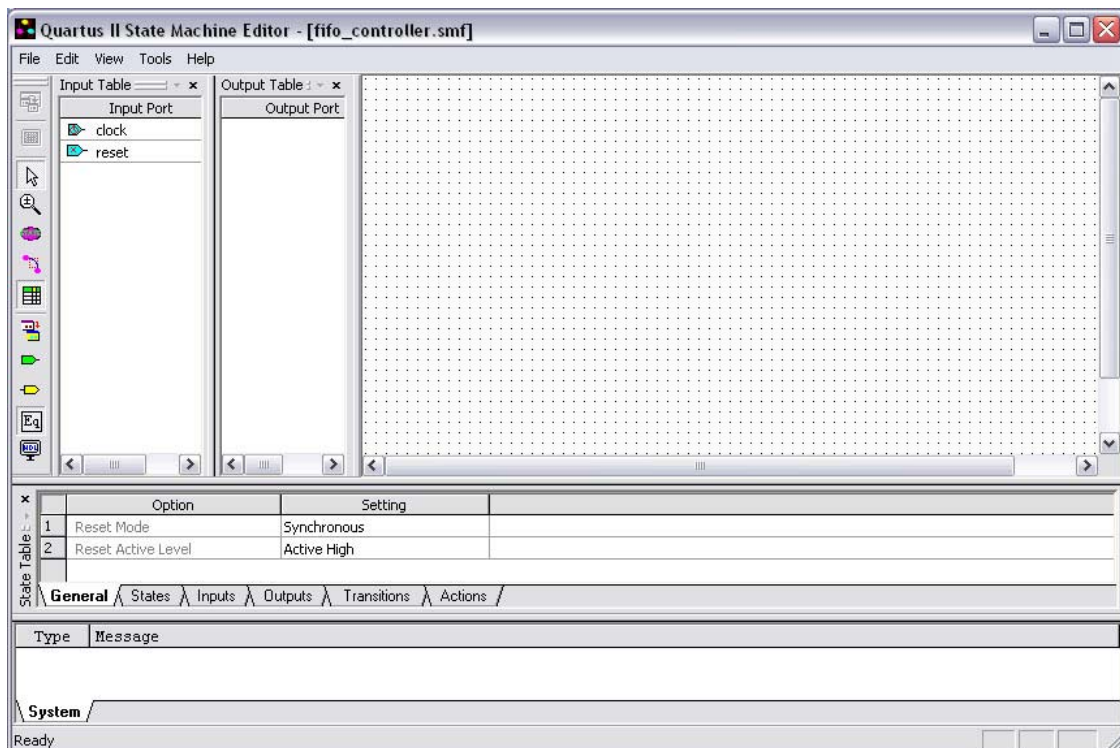 Quartus II State Machine Editor - [fifo_controller.smf]
File Edit View Tools Help
Input Table
Input Port
clock
reset
Output Table
Output Port
Eq
HDL
State Table
Option Setting
1 Reset Mode Synchronous
2 Reset Active Level Active High
General States Inputs Outputs Transitions Actions
Type Message
System
Ready